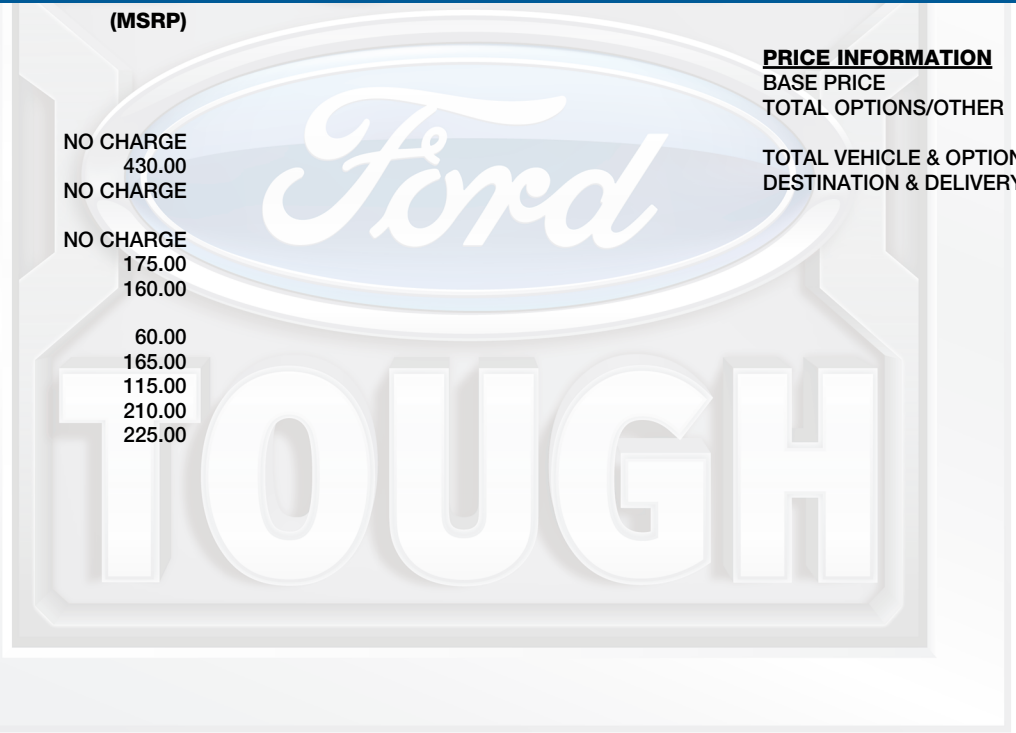 (MSRP)
NO CHARGE
430.00
NO CHARGE
NO CHARGE
175.00
160.00
60.00
165.00
115.00
210.00
225.00
PRICE INFORMATION
BASE PRICE
TOTAL OPTIONS/OTHER
TOTAL VEHICLE & OPTION
DESTINATION & DELIVERY
Ford
TOUGH